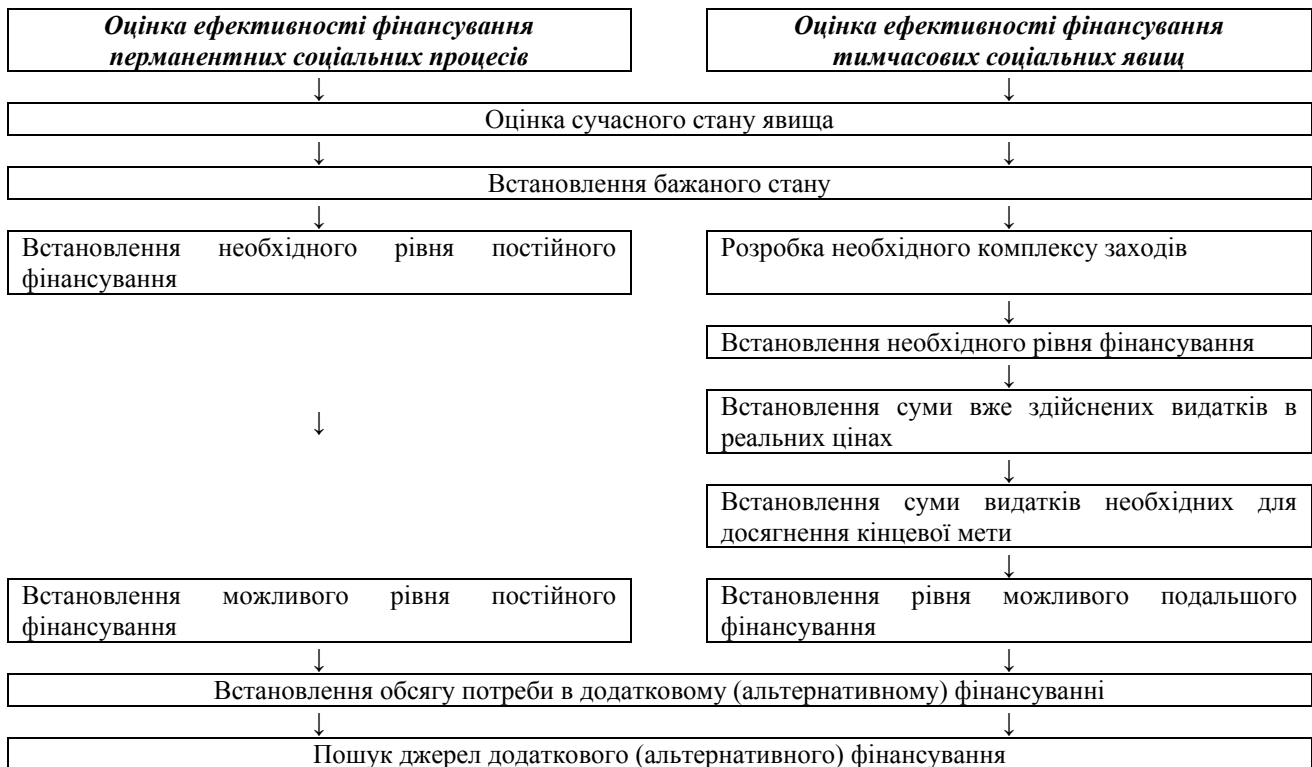 Оцінка ефективності фінансування
перманентних соціальних процесів
Оцінка ефективності фінансування
тимчасових соціальних явищ
↓ ↓
Оцінка сучасного стану явища
↓ ↓
Встановлення бажаного стану
↓ ↓
Встановлення необхідного рівня постійного
фінансування
Розробка необхідного комплексу заходів
↓
Встановлення необхідного рівня фінансування
↓
↓
Встановлення суми вже здійснених видатків в
реальних цінах
↓
Встановлення суми видатків необхідних для
досягнення кінцевої мети
↓
Встановлення можливого рівня постійного
фінансування
Встановлення рівня можливого подальшого
фінансування
↓ ↓
Встановлення обсягу потреби в додатковому (альтернативному) фінансуванні
↓ ↓
Пошук джерел додаткового (альтернативного) фінансування